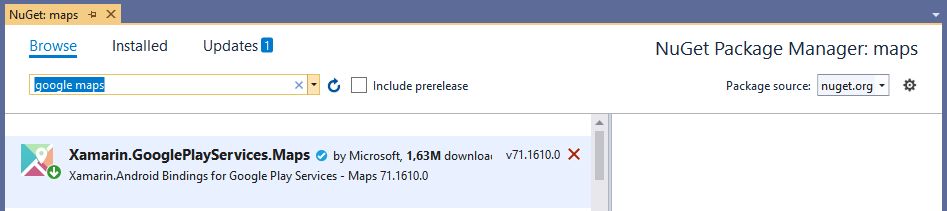 NuGet: maps
Browse Installed Updates 1
NuGet Package Manager: maps
google maps
Include prerelease
Package source: nuget.org
Xamarin.GooglePlayServices.Maps by Microsoft, 1,63M downloa
v71.1610.0
Xamarin.Android Bindings for Google Play Services - Maps 71.1610.0